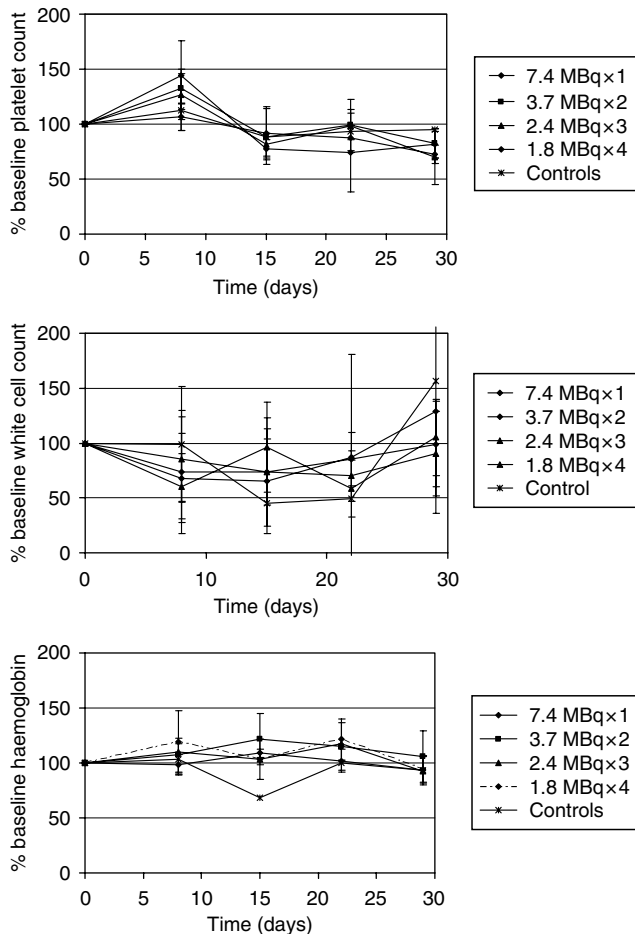 % baseline platelet count
200
150
100
50
0
0 5 10 15 20 25 30
Time (days)
7.4 MBq×1
3.7 MBq×2
2.4 MBq×3
1.8 MBq×4
Controls
% baseline white cell count
200
150
100
50
0
0 10 20 30
Time (days)
7.4 MBq×1
3.7 MBq×2
2.4 MBq×3
1.8 MBq×4
Control
% baseline haemoglobin
200
150
100
50
0
0 5 10 15 20 25 30
Time (days)
7.4 MBq×1
3.7 MBq×2
2.4 MBq×3
1.8 MBq×4
Controls